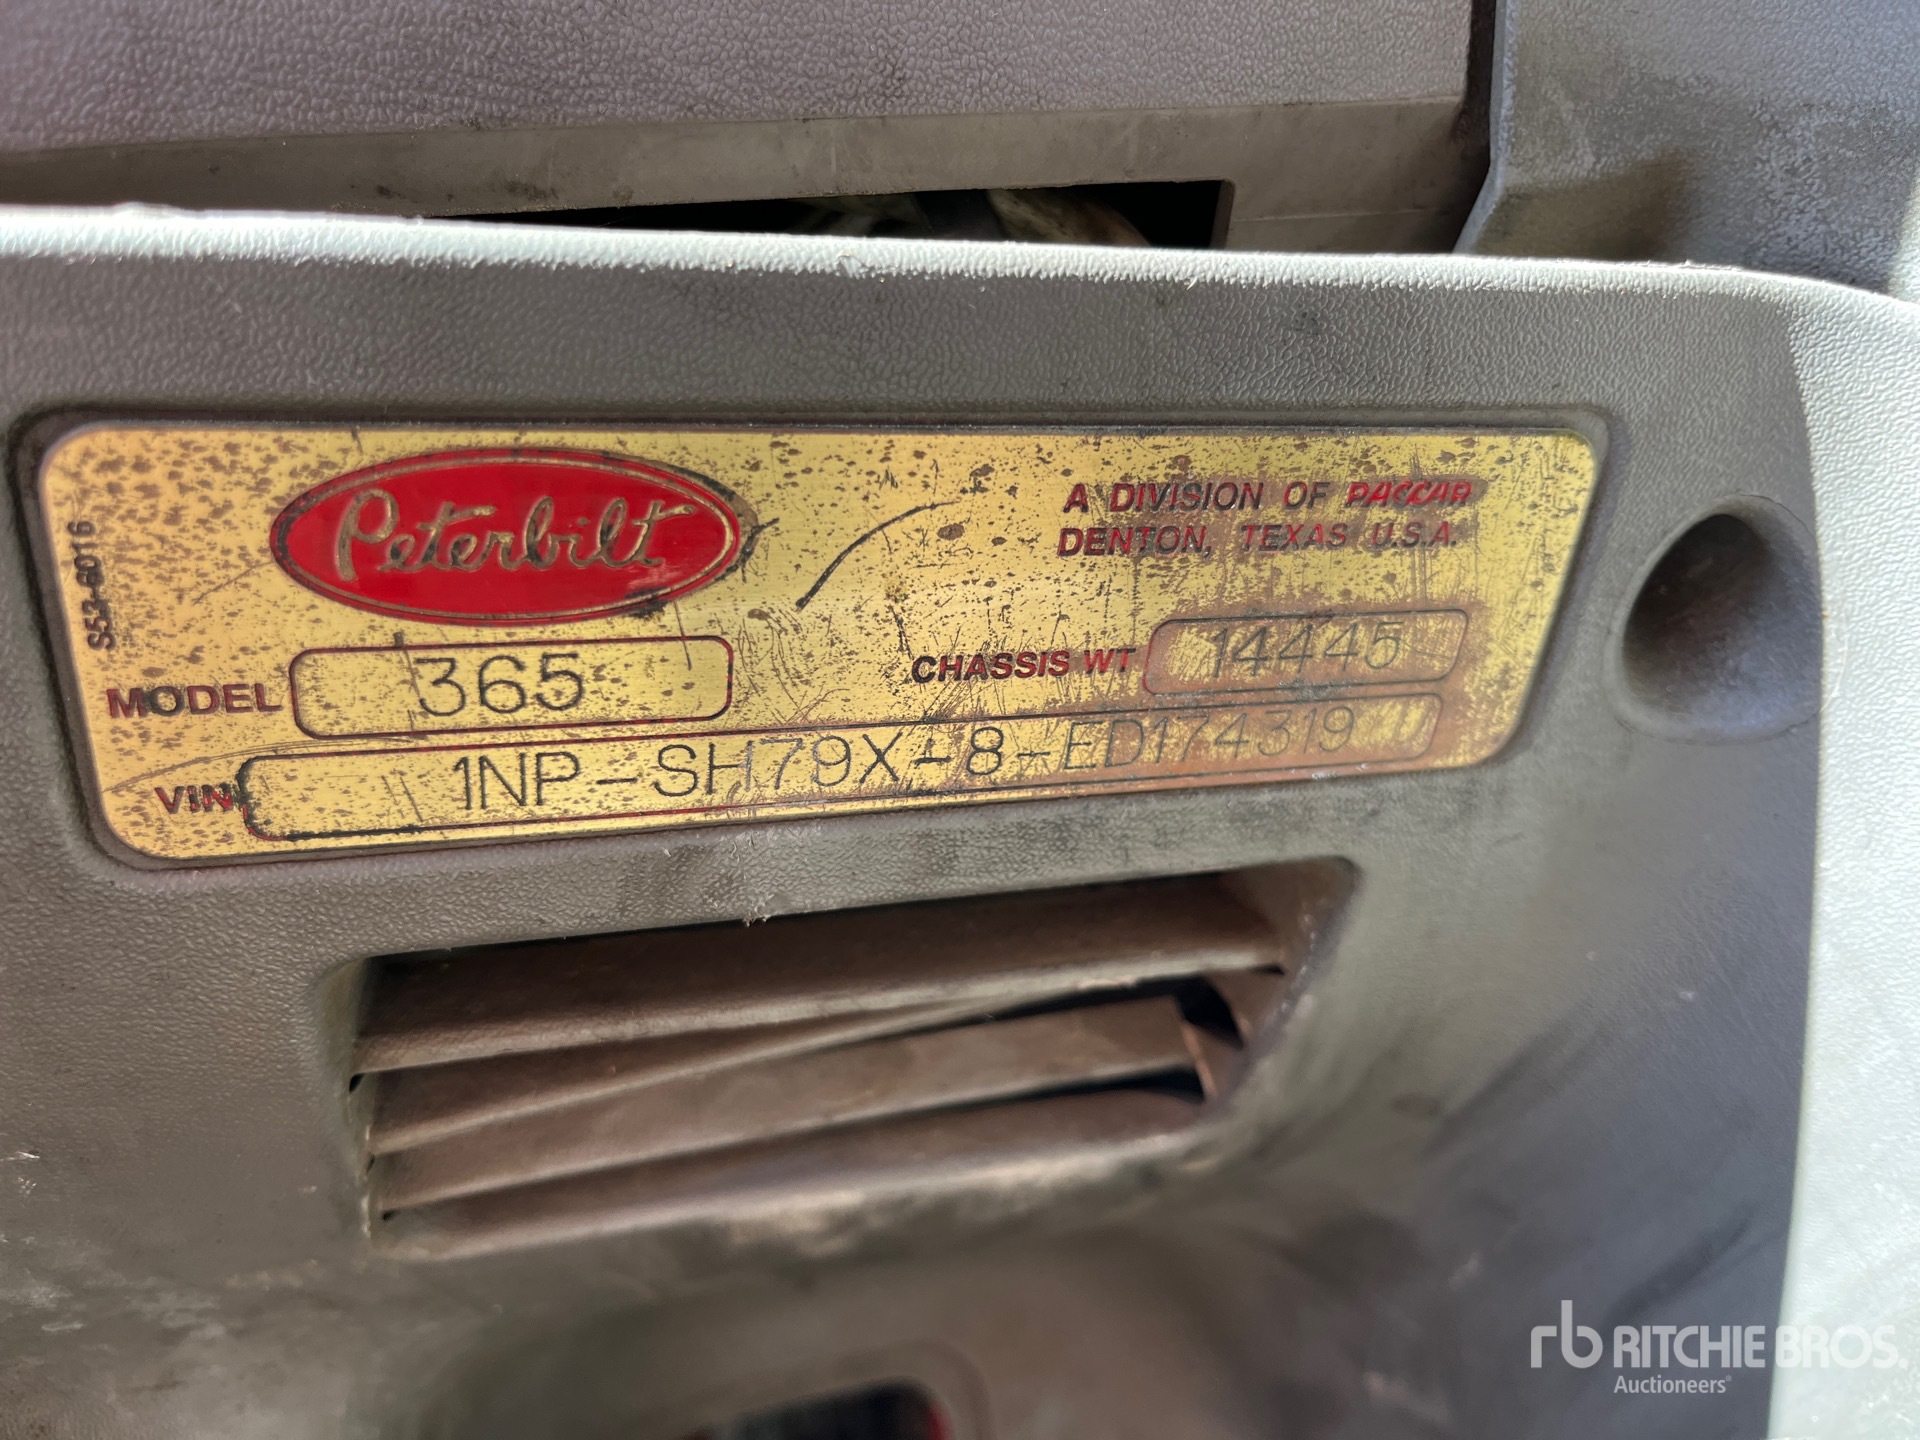 Peterbilt
A DIVISION OF PACCAR
DENTON, TEXAS U.S.A.
S53-6016
MODEL 365
CHASSIS WT 14445
VIN 1NP-SH79X-8-ED174319
rb RITCHIE BROS.
Auctioneers®